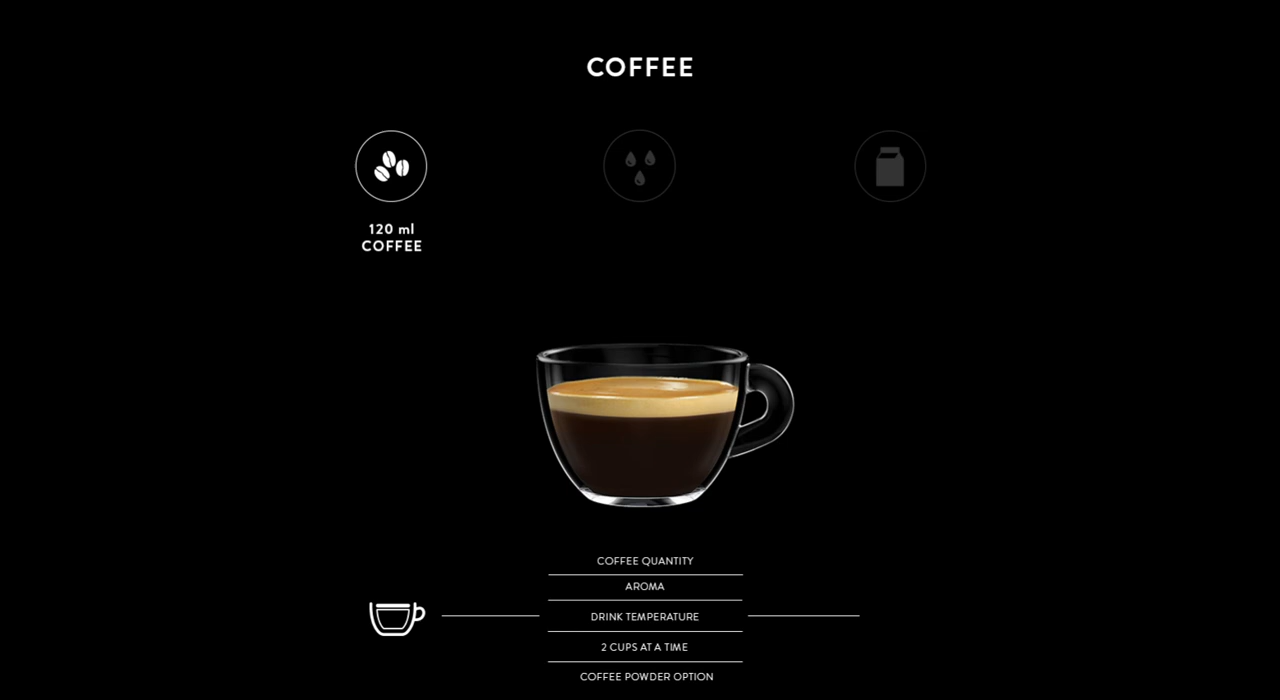 COFFEE
120 ml
COFFEE
COFFEE QUANTITY
AROMA
DRINK TEMPERATURE
2 CUPS AT A TIME
COFFEE POWDER OPTION